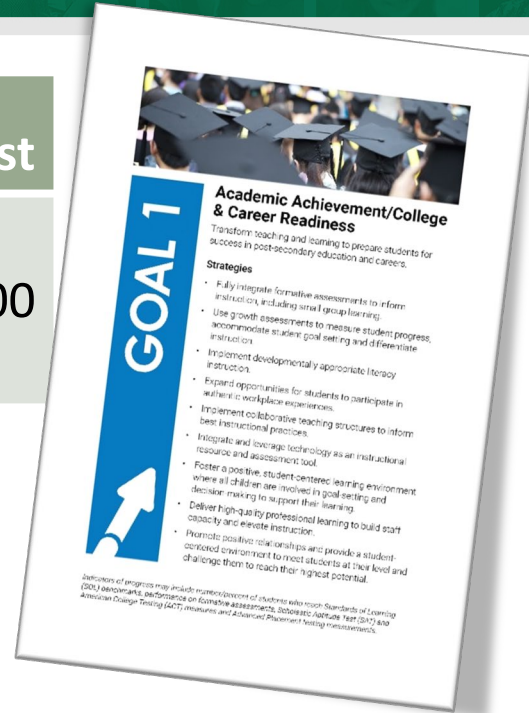 st
00
GOAL 1
Academic Achievement/College
& Career Readiness
Transform teaching and learning to prepare students for
success in post-secondary education and careers.
Strategies
• Fully integrate formative assessments to inform
instruction, including small group learning.
• Use growth assessments to measure student progress,
accommodate student goal setting and differentiate
instruction.
• Implement developmentally appropriate literacy
instruction.
• Expand opportunities for students to participate in
authentic workplace experiences.
• Implement collaborative teaching structures to inform
best instructional practices.
• Integrate and leverage technology as an instructional
resource and assessment tool.
• Foster a positive, student-centered learning environment
where all children are involved in goal-setting and
decision-making to support their learning.
• Deliver high-quality professional learning to build staff
capacity and elevate instruction.
• Promote positive relationships and provide a student-
centered environment to meet students at their level and
challenge them to reach their highest potential.
Indicators of progress may include number/percent of students who reach Standards of Learning
(SOL) benchmarks, performance on formative assessments, Scholastic Aptitude Test (SAT) and
American College Testing (ACT) measures and Advanced Placement testing measurements.